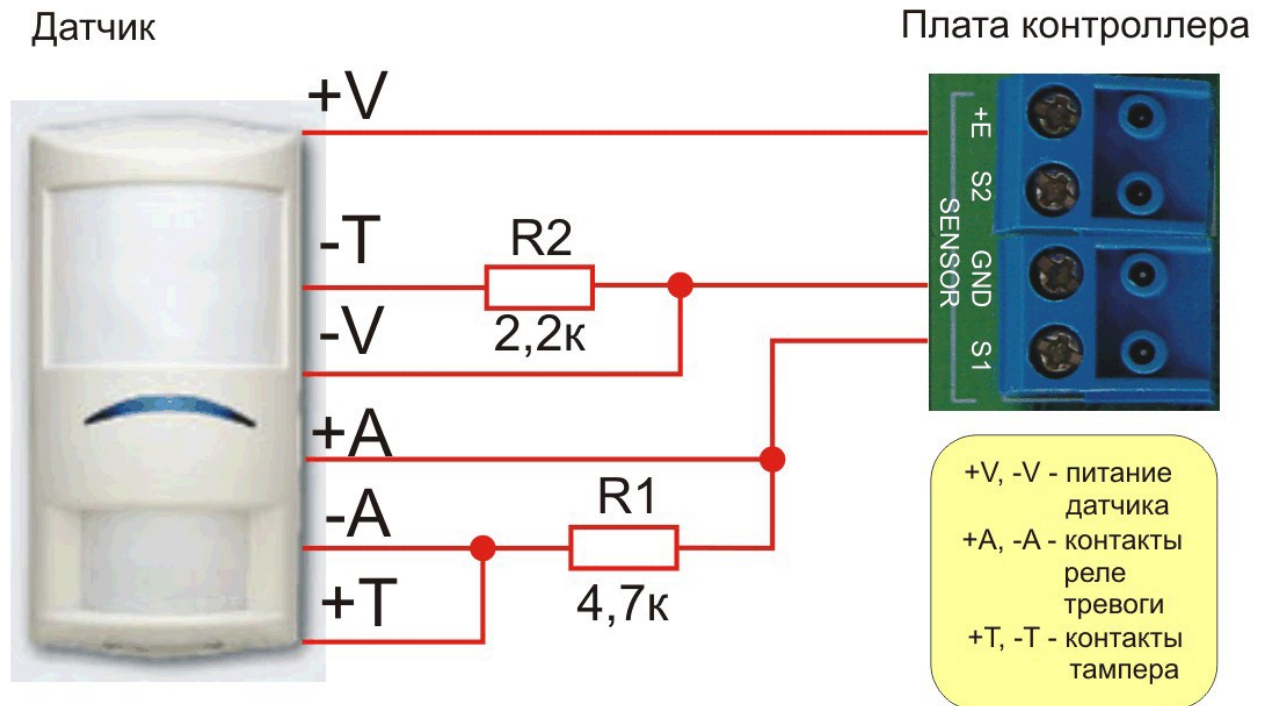 Датчик
Плата контроллера
+V
-T
R2
2,2к
-V
+A
-A
R1
4,7к
+T
+E
S2
GND
S1
SENSOR
+V, -V - питание
датчика
+A, -A - контакты
реле
тревоги
+T, -T - контакты
тампера